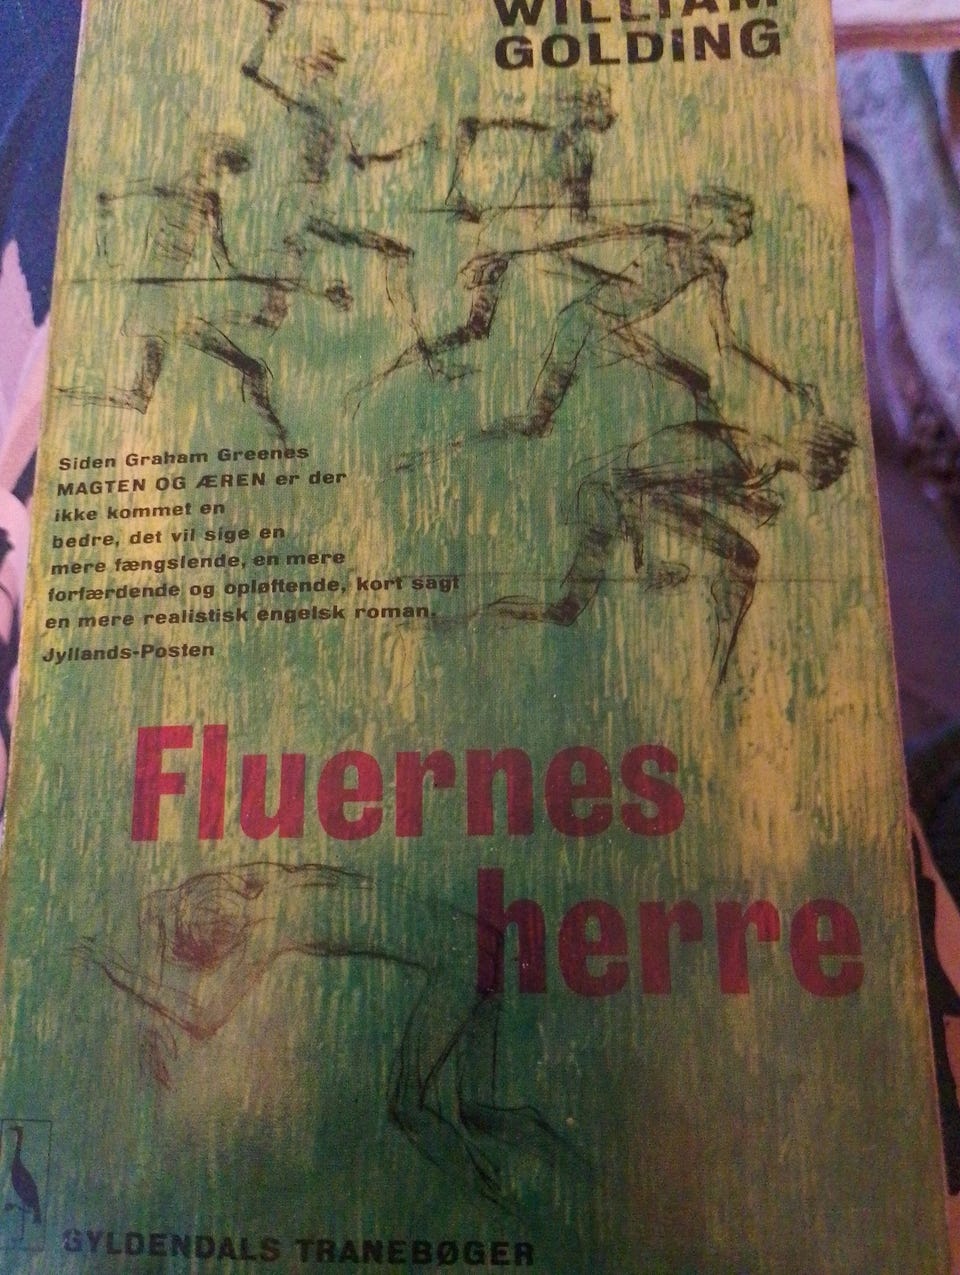 WILLIAM
GOLDING
Siden Graham Greenes
MAGTEN OG ÆREN er der
ikke kommet en
bedre, det vil sige en
mere fængslende, en mere
forfærdende og opløftende, kort sagt
en mere realistisk engelsk roman.
Jyllands-Posten
Fluernes
herre
GYLDENDALS TRANEBØGER